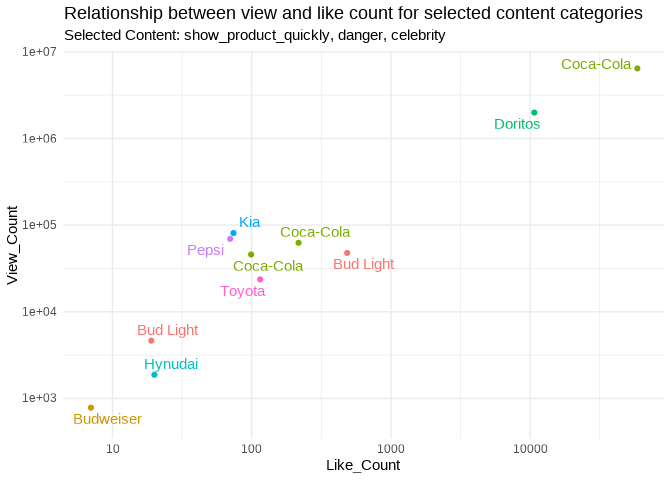 Relationship between view and like count for selected content categories
Selected Content: show_product_quickly, danger, celebrity
1e+07
Coca-Cola
Doritos
1e+06
Kia
1e+05
Coca-Cola
Pepsi
Coca-Cola
Bud Light
Toyota
1e+04
Bud Light
Hynudai
1e+03
Budweiser
View_Count
10
100
1000
10000
Like_Count